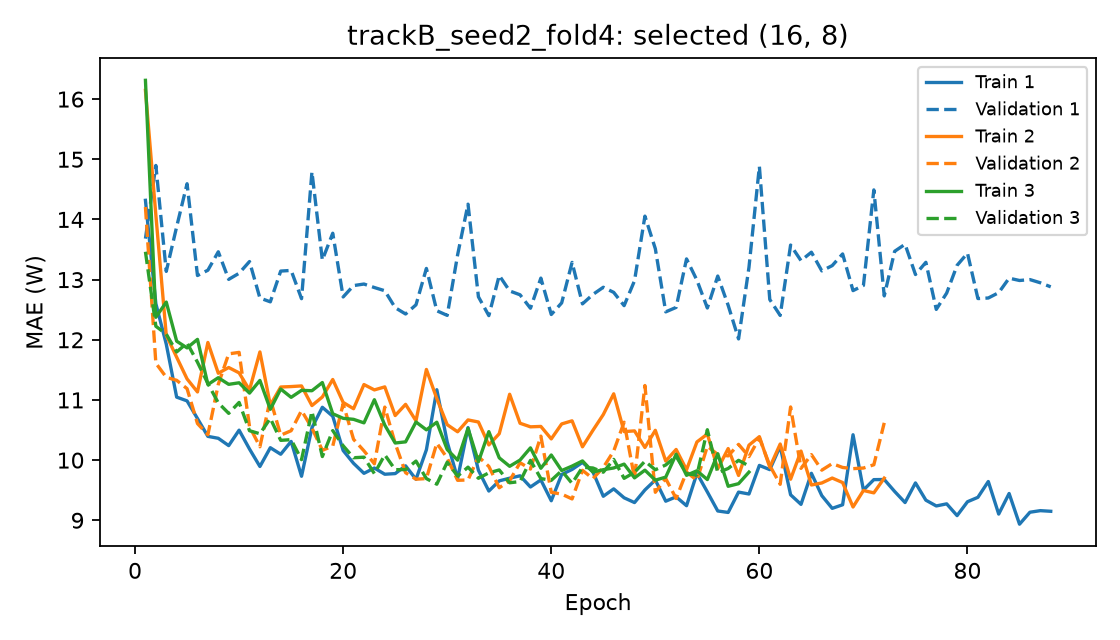 trackB_seed2_fold4: selected (16, 8)
Train 1
Validation 1
Train 2
Validation 2
Train 3
Validation 3
MAE (W)
16
15
14
13
12
11
10
9
0 20 40 60 80
Epoch